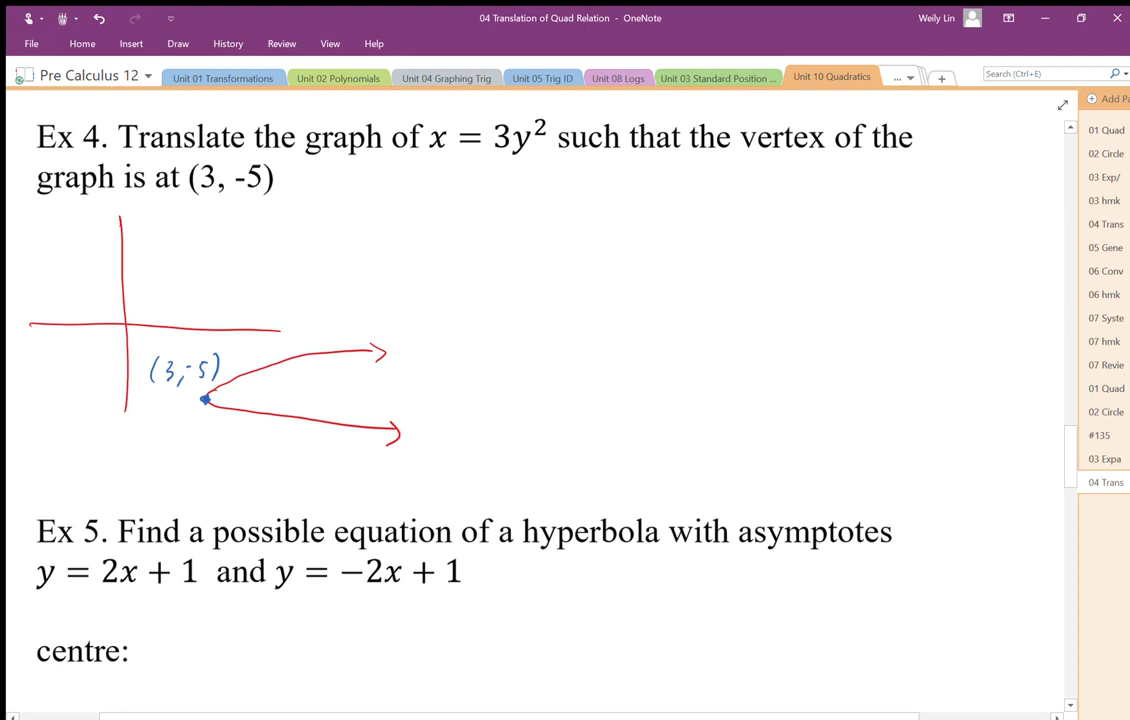 04 Translation of Quad Relation - OneNote
Weily Lin
File Home Insert Draw History Review View Help
Pre Calculus 12
Unit 01 Transformations
Unit 02 Polynomials
Unit 04 Graphing Trig
Unit 05 Trig ID
Unit 08 Logs
Unit 03 Standard Position ...
Unit 10 Quadratics
...
Search (Ctrl+E)
Add Pa
01 Quad
02 Circle
03 Exp/
03 hmk
04 Trans
05 Gene
06 Conv
06 hmk
07 Syste
07 hmk
07 Revie
01 Quad
02 Circle
#135
03 Expa
04 Trans
Ex 4. Translate the graph of x = 3y² such that the vertex of the
graph is at (3, -5)
(3,-5)
Ex 5. Find a possible equation of a hyperbola with asymptotes
y = 2x + 1 and y = −2x + 1
centre: